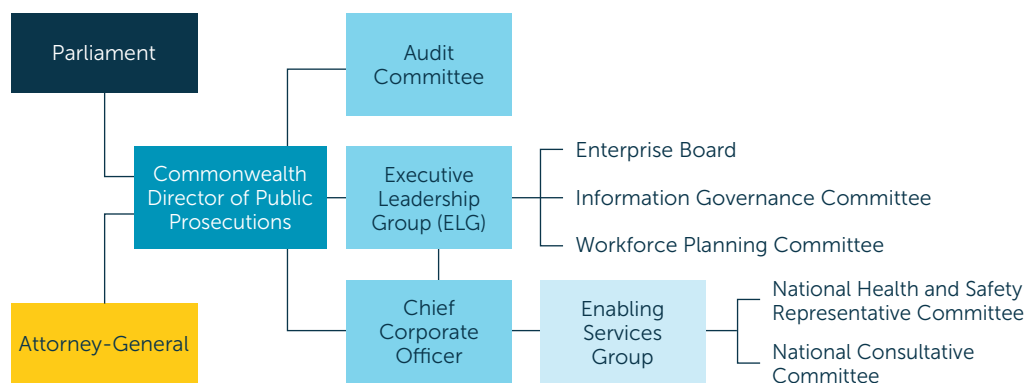 Parliament
Audit
Committee
Commonwealth
Director of Public
Prosecutions
Executive
Leadership
Group (ELG)
Enterprise Board
Information Governance Committee
Workforce Planning Committee
Attorney-General
Chief
Corporate
Officer
Enabling
Services
Group
National Health and Safety
Representative Committee
National Consultative
Committee